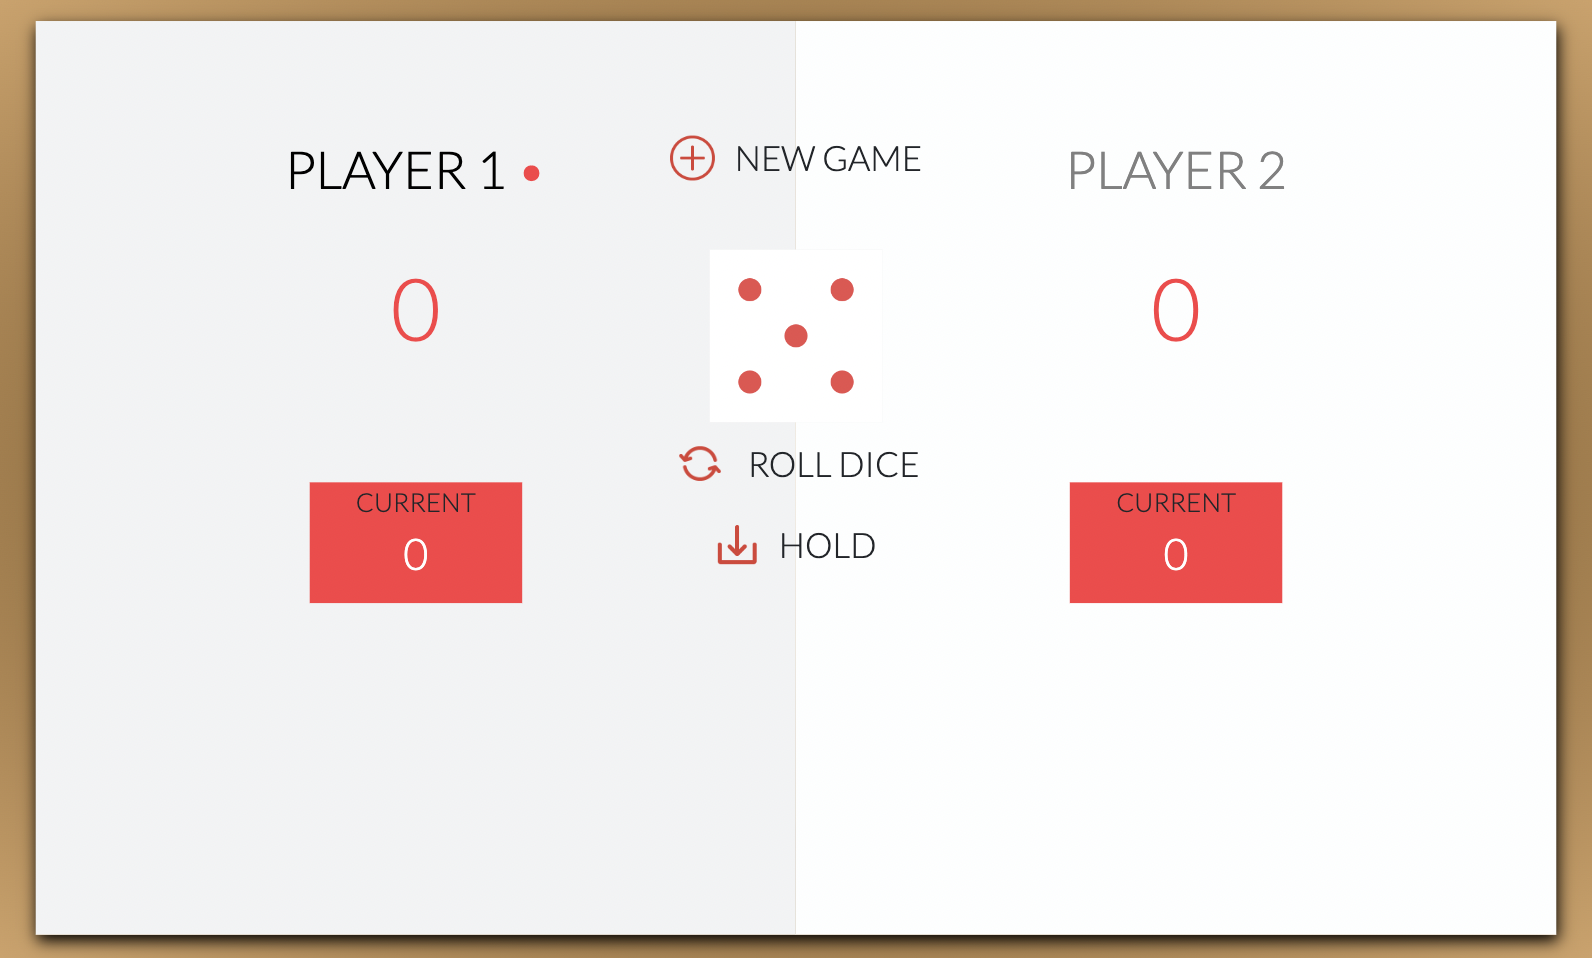 NEW GAME
PLAYER 1
PLAYER 2
0
0
ROLL DICE
CURRENT
0
CURRENT
0
HOLD